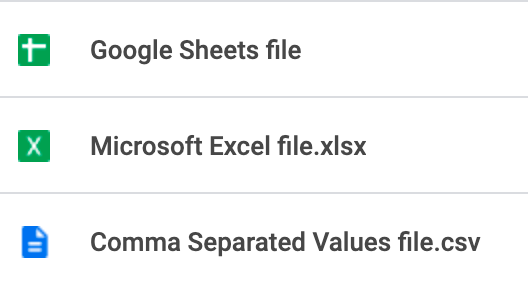 Google Sheets file
Microsoft Excel file.xlsx
Comma Separated Values file.csv